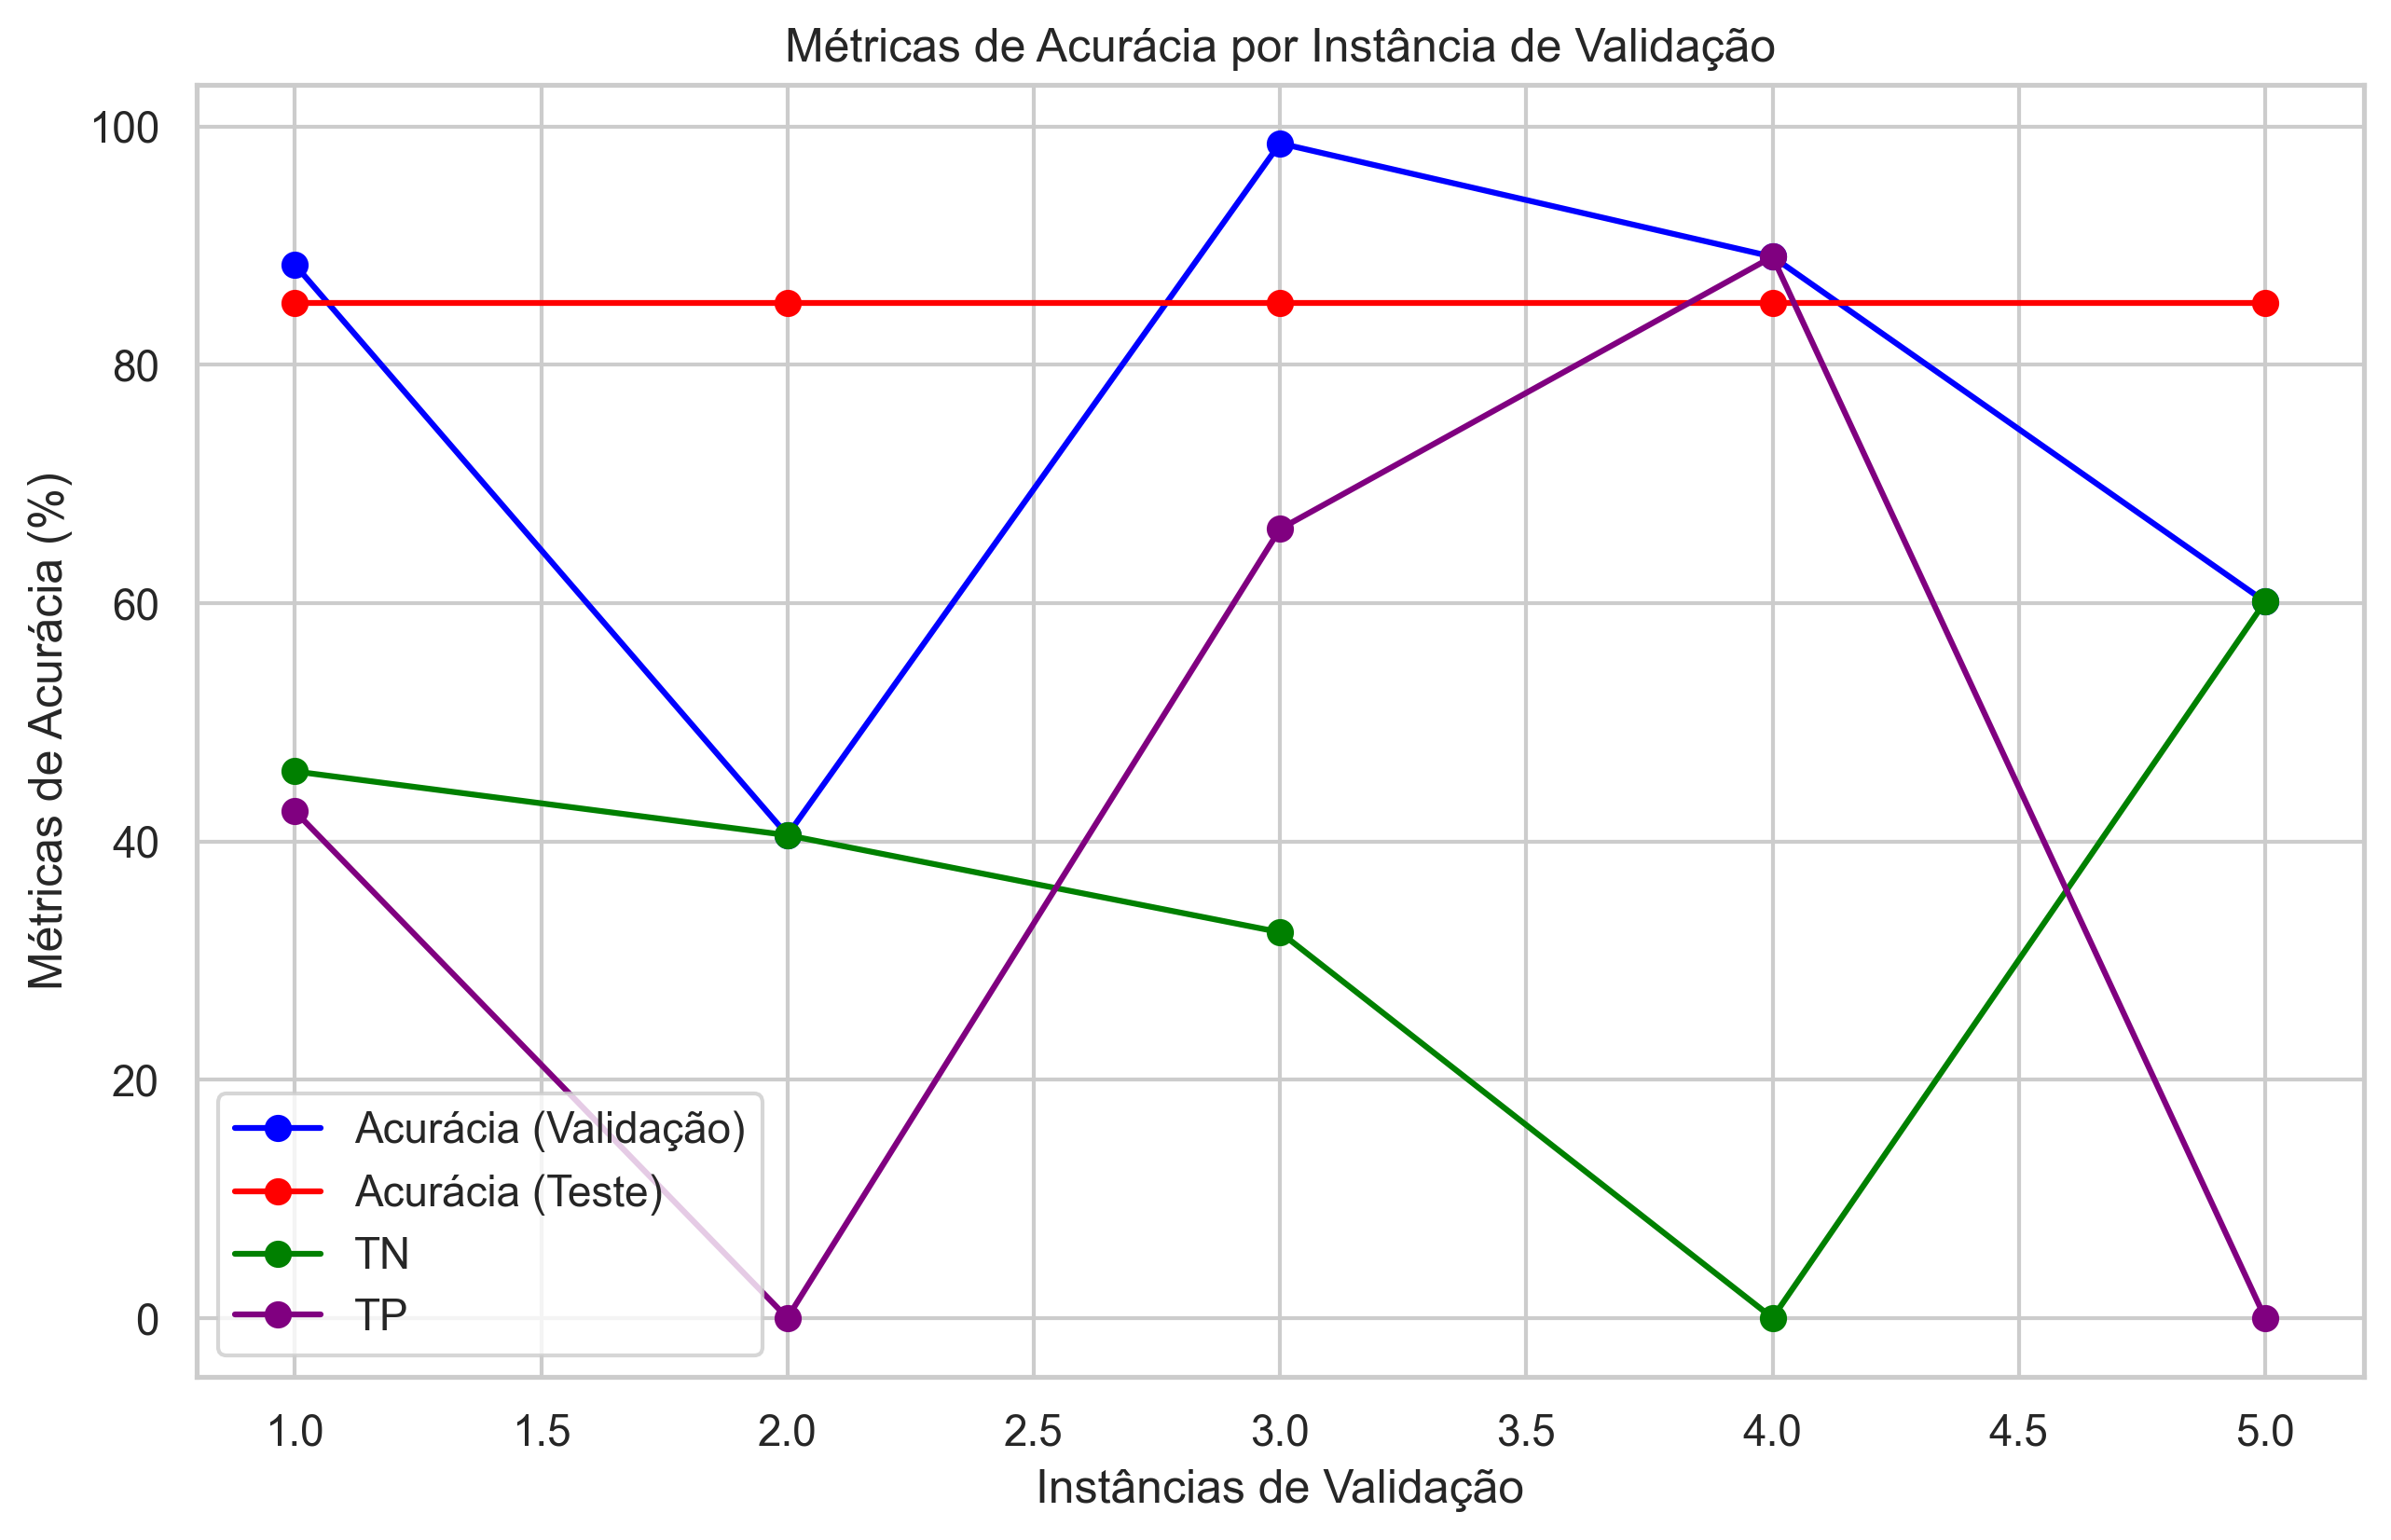 Métricas de Acurácia por Instância de Validação
Métricas de Acurácia (%)
100
80
60
40
20
0
Acurácia (Validação)
Acurácia (Teste)
TN
TP
1.0 1.5 2.0 2.5 3.0 3.5 4.0 4.5 5.0
Instâncias de Validação